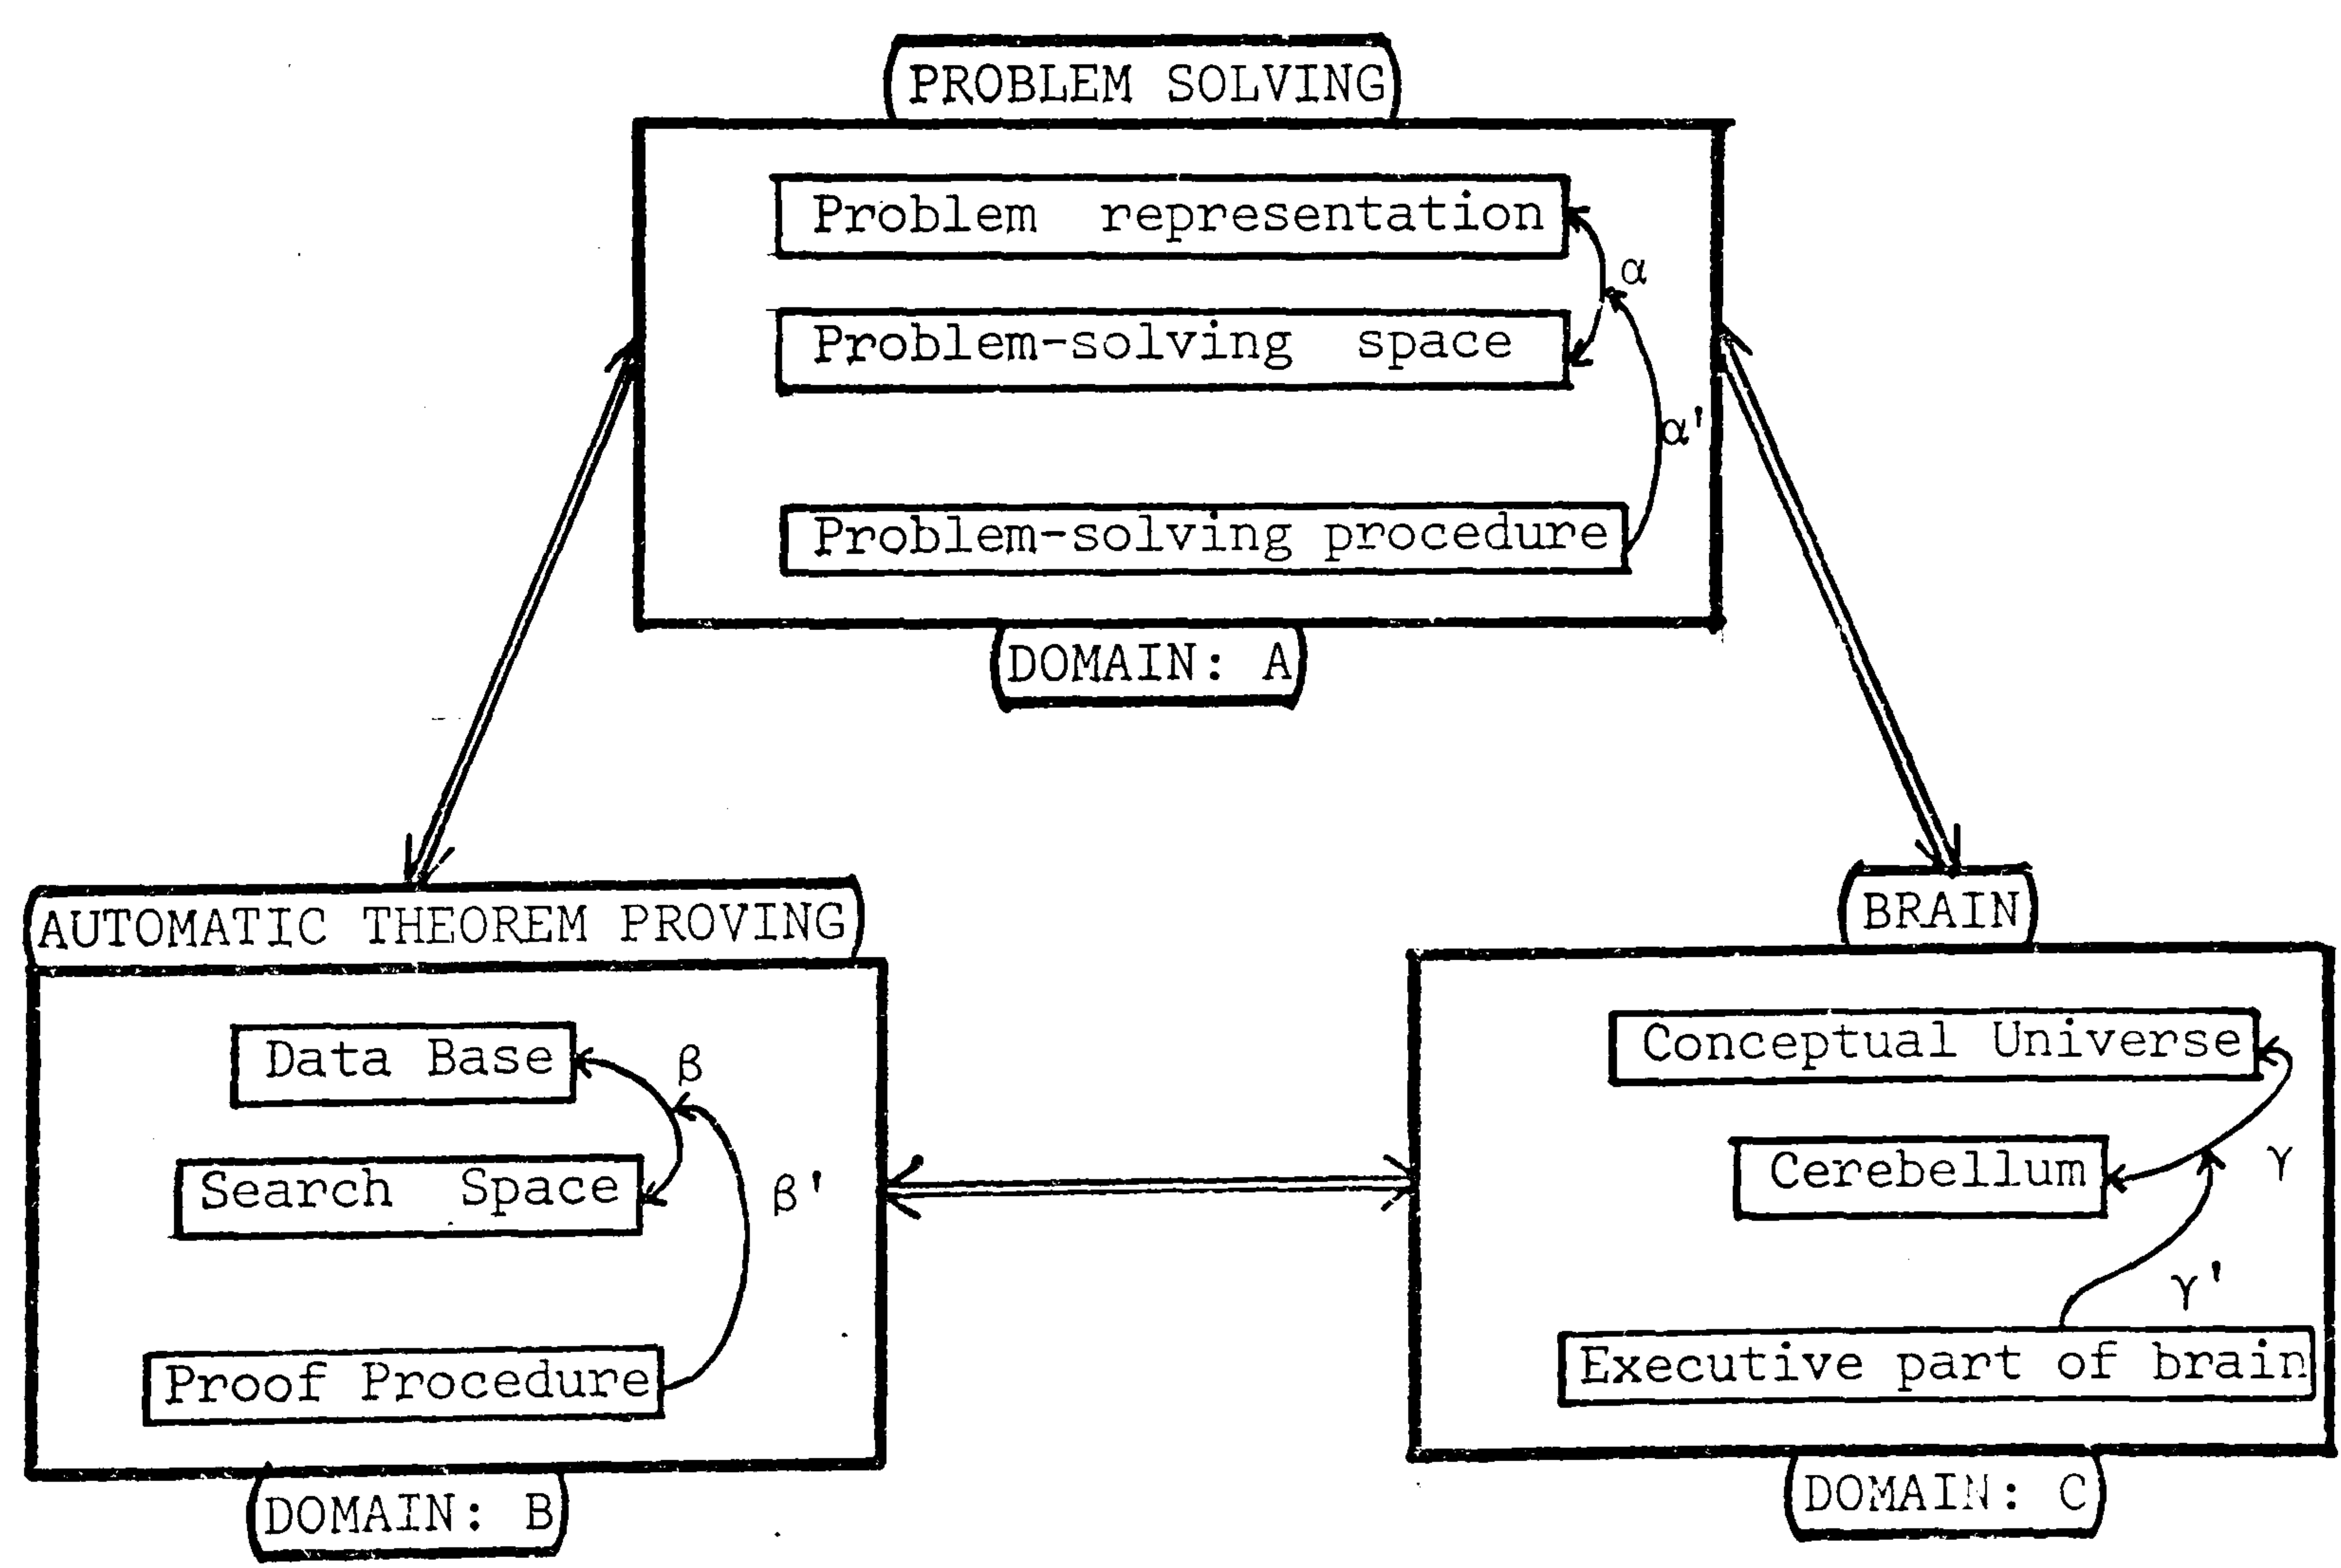 PROBLEM SOLVING
Problem representation
α
Problem-solving space
α'
Problem-solving procedure
DOMAIN: A
AUTOMATIC THEOREM PROVING
Data Base
β
Search Space
β'
Proof Procedure
DOMAIN: B
BRAIN
Conceptual Universe
Cerebellum
γ
γ'
Executive part of brain
DOMAIN: C